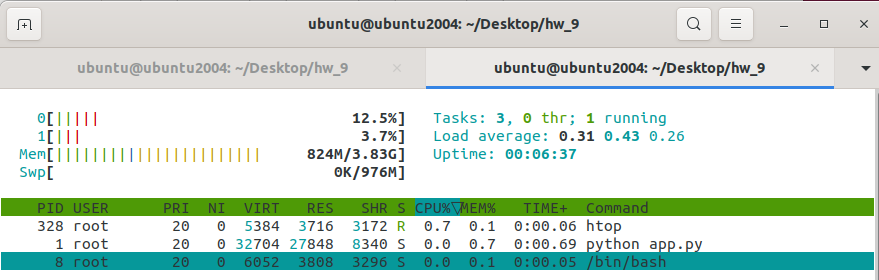 ubuntu@ubuntu2004: ~/Desktop/hw_9
ubuntu@ubuntu2004: ~/Desktop/hw_9 ubuntu@ubuntu2004: ~/Desktop/hw_9
0[||||| 12.5%] Tasks: 3, 0 thr; 1 running
1[||| 3.7%] Load average: 0.31 0.43 0.26
Mem[||||||||||||||||||||||||| 824M/3.83G] Uptime: 00:06:37
Swp[ 0K/976M]
PID USER PRI NI VIRT RES SHR S CPU%▽MEM% TIME+ Command
328 root 20 0 5384 3716 3172 R 0.7 0.1 0:00.06 htop
1 root 20 0 32704 27848 8340 S 0.0 0.7 0:00.69 python app.py
8 root 20 0 6052 3808 3296 S 0.0 0.1 0:00.05 /bin/bash